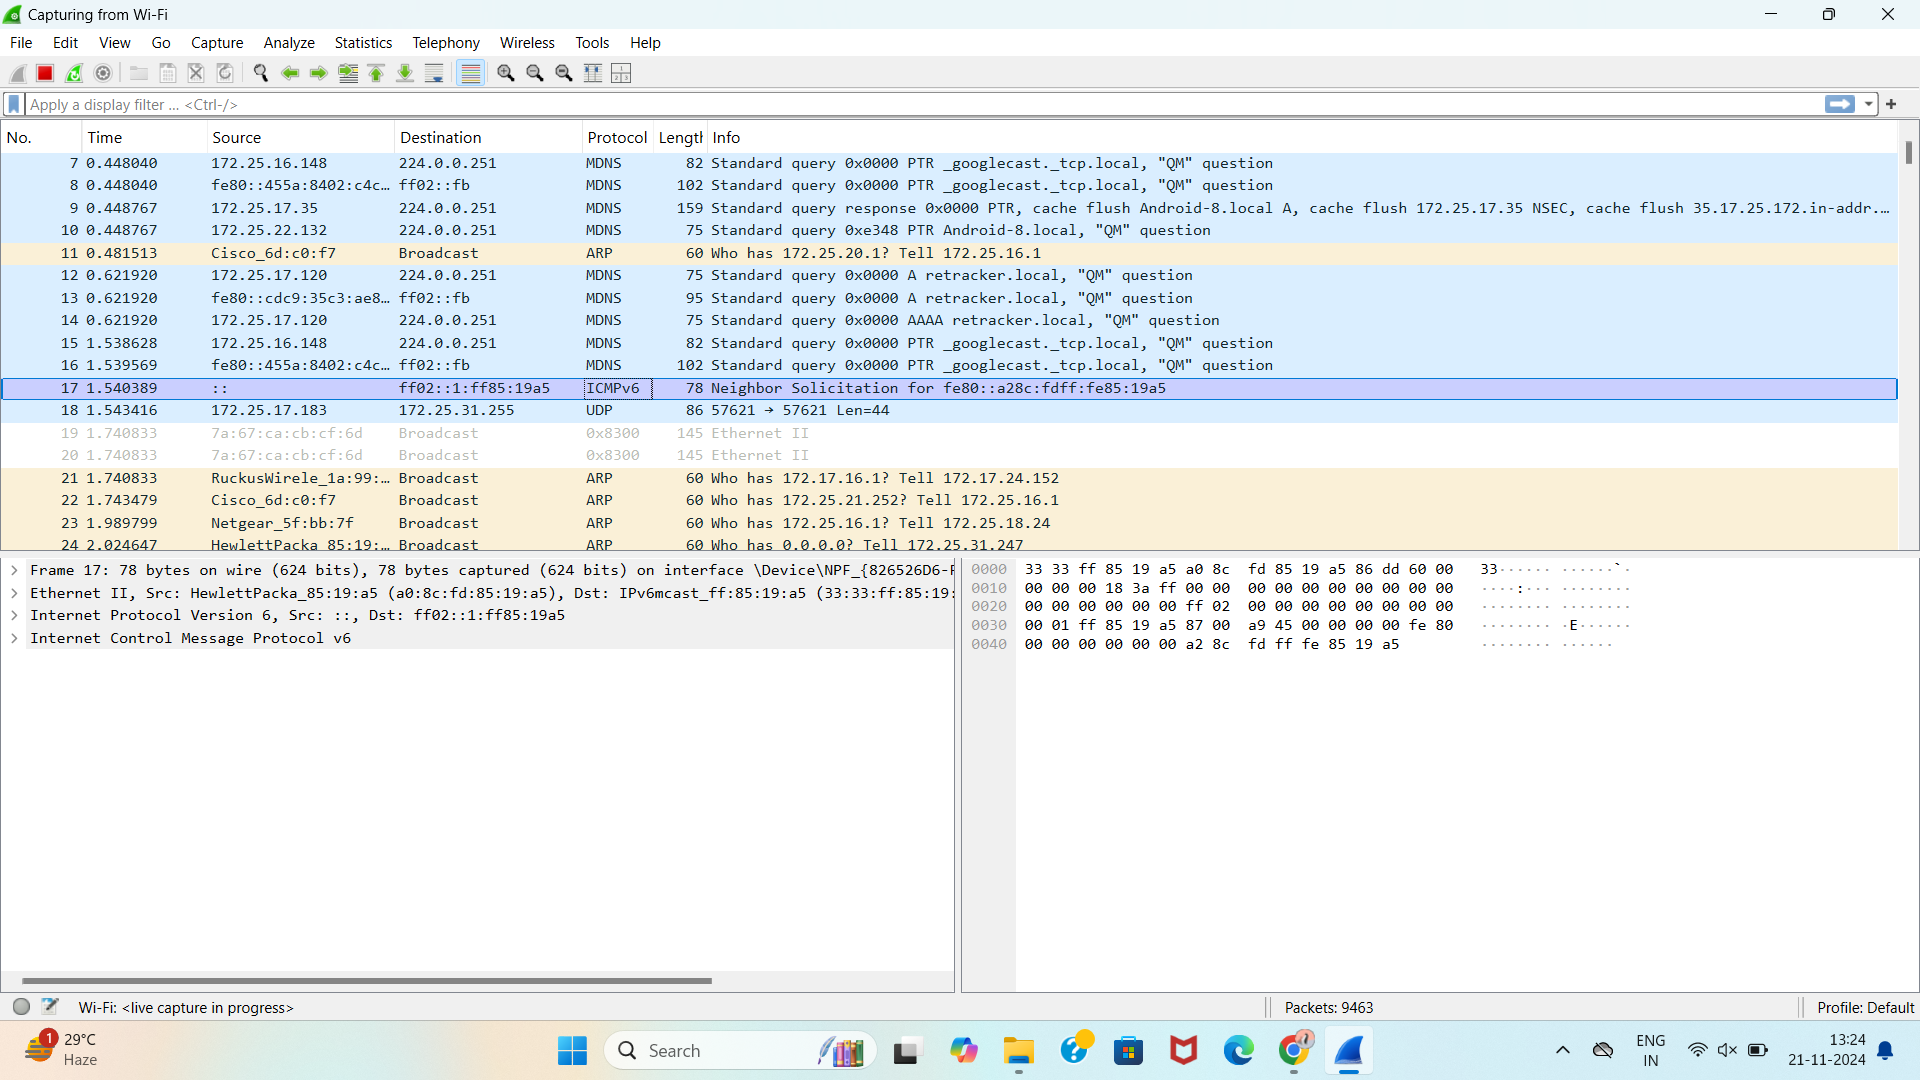 Capturing from Wi-Fi
File Edit View Go Capture Analyze Statistics Telephony Wireless Tools Help
Apply a display filter ... <Ctrl-/>
No. Time Source Destination Protocol Length Info
7 0.448040 172.25.16.148 224.0.0.251 MDNS 82 Standard query 0x0000 PTR _googlecast._tcp.local, "QM" question
8 0.448040 fe80::455a:8402:c4c… ff02::fb MDNS 102 Standard query 0x0000 PTR _googlecast._tcp.local, "QM" question
9 0.448767 172.25.17.35 224.0.0.251 MDNS 159 Standard query response 0x0000 PTR, cache flush Android-8.local A, cache flush 172.25.17.35 NSEC, cache flush 35.17.25.172.in-addr.…
10 0.448767 172.25.22.132 224.0.0.251 MDNS 75 Standard query 0xe348 PTR Android-8.local, "QM" question
11 0.481513 Cisco_6d:c0:f7 Broadcast ARP 60 Who has 172.25.20.1? Tell 172.25.16.1
12 0.621920 172.25.17.120 224.0.0.251 MDNS 75 Standard query 0x0000 A retracker.local, "QM" question
13 0.621920 fe80::cdc9:35c3:ae8… ff02::fb MDNS 95 Standard query 0x0000 A retracker.local, "QM" question
14 0.621920 172.25.17.120 224.0.0.251 MDNS 75 Standard query 0x0000 AAAA retracker.local, "QM" question
15 1.538628 172.25.16.148 224.0.0.251 MDNS 82 Standard query 0x0000 PTR _googlecast._tcp.local, "QM" question
16 1.539569 fe80::455a:8402:c4c… ff02::fb MDNS 102 Standard query 0x0000 PTR _googlecast._tcp.local, "QM" question
17 1.540389 :: ff02::1:ff85:19a5 ICMPv6 78 Neighbor Solicitation for fe80::a28c:fdff:fe85:19a5
18 1.543416 172.25.17.183 172.25.31.255 UDP 86 57621 → 57621 Len=44
19 1.740833 7a:67:ca:cb:cf:6d Broadcast 0x8300 145 Ethernet II
20 1.740833 7a:67:ca:cb:cf:6d Broadcast 0x8300 145 Ethernet II
21 1.740833 RuckusWirele_1a:99:… Broadcast ARP 60 Who has 172.17.16.1? Tell 172.17.24.152
22 1.743479 Cisco_6d:c0:f7 Broadcast ARP 60 Who has 172.25.21.252? Tell 172.25.16.1
23 1.989799 Netgear_5f:bb:7f Broadcast ARP 60 Who has 172.25.16.1? Tell 172.25.18.24
24 2.024647 HewlettPacka_85:19:… Broadcast ARP 60 Who has 0.0.0.0? Tell 172.25.31.247
Frame 17: 78 bytes on wire (624 bits), 78 bytes captured (624 bits) on interface \Device\NPF_{826526D6-F
Ethernet II, Src: HewlettPacka_85:19:a5 (a0:8c:fd:85:19:a5), Dst: IPv6mcast_ff:85:19:a5 (33:33:ff:85:19:
Internet Protocol Version 6, Src: ::, Dst: ff02::1:ff85:19a5
Internet Control Message Protocol v6
0000 33 33 ff 85 19 a5 a0 8c fd 85 19 a5 86 dd 60 00 33······ ······`·
0010 00 00 00 18 3a ff 00 00 00 00 00 00 00 00 00 00 ····:··· ········
0020 00 00 00 00 00 00 ff 02 00 00 00 00 00 00 00 00 ········ ········
0030 00 01 ff 85 19 a5 87 00 a9 45 00 00 00 00 fe 80 ········ ·E······
0040 00 00 00 00 00 00 a2 8c fd ff fe 85 19 a5 ········ ······
Wi-Fi: <live capture in progress> Packets: 9463 Profile: Default
1 29°C
Haze
Search
ENG
IN
13:24
21-11-2024